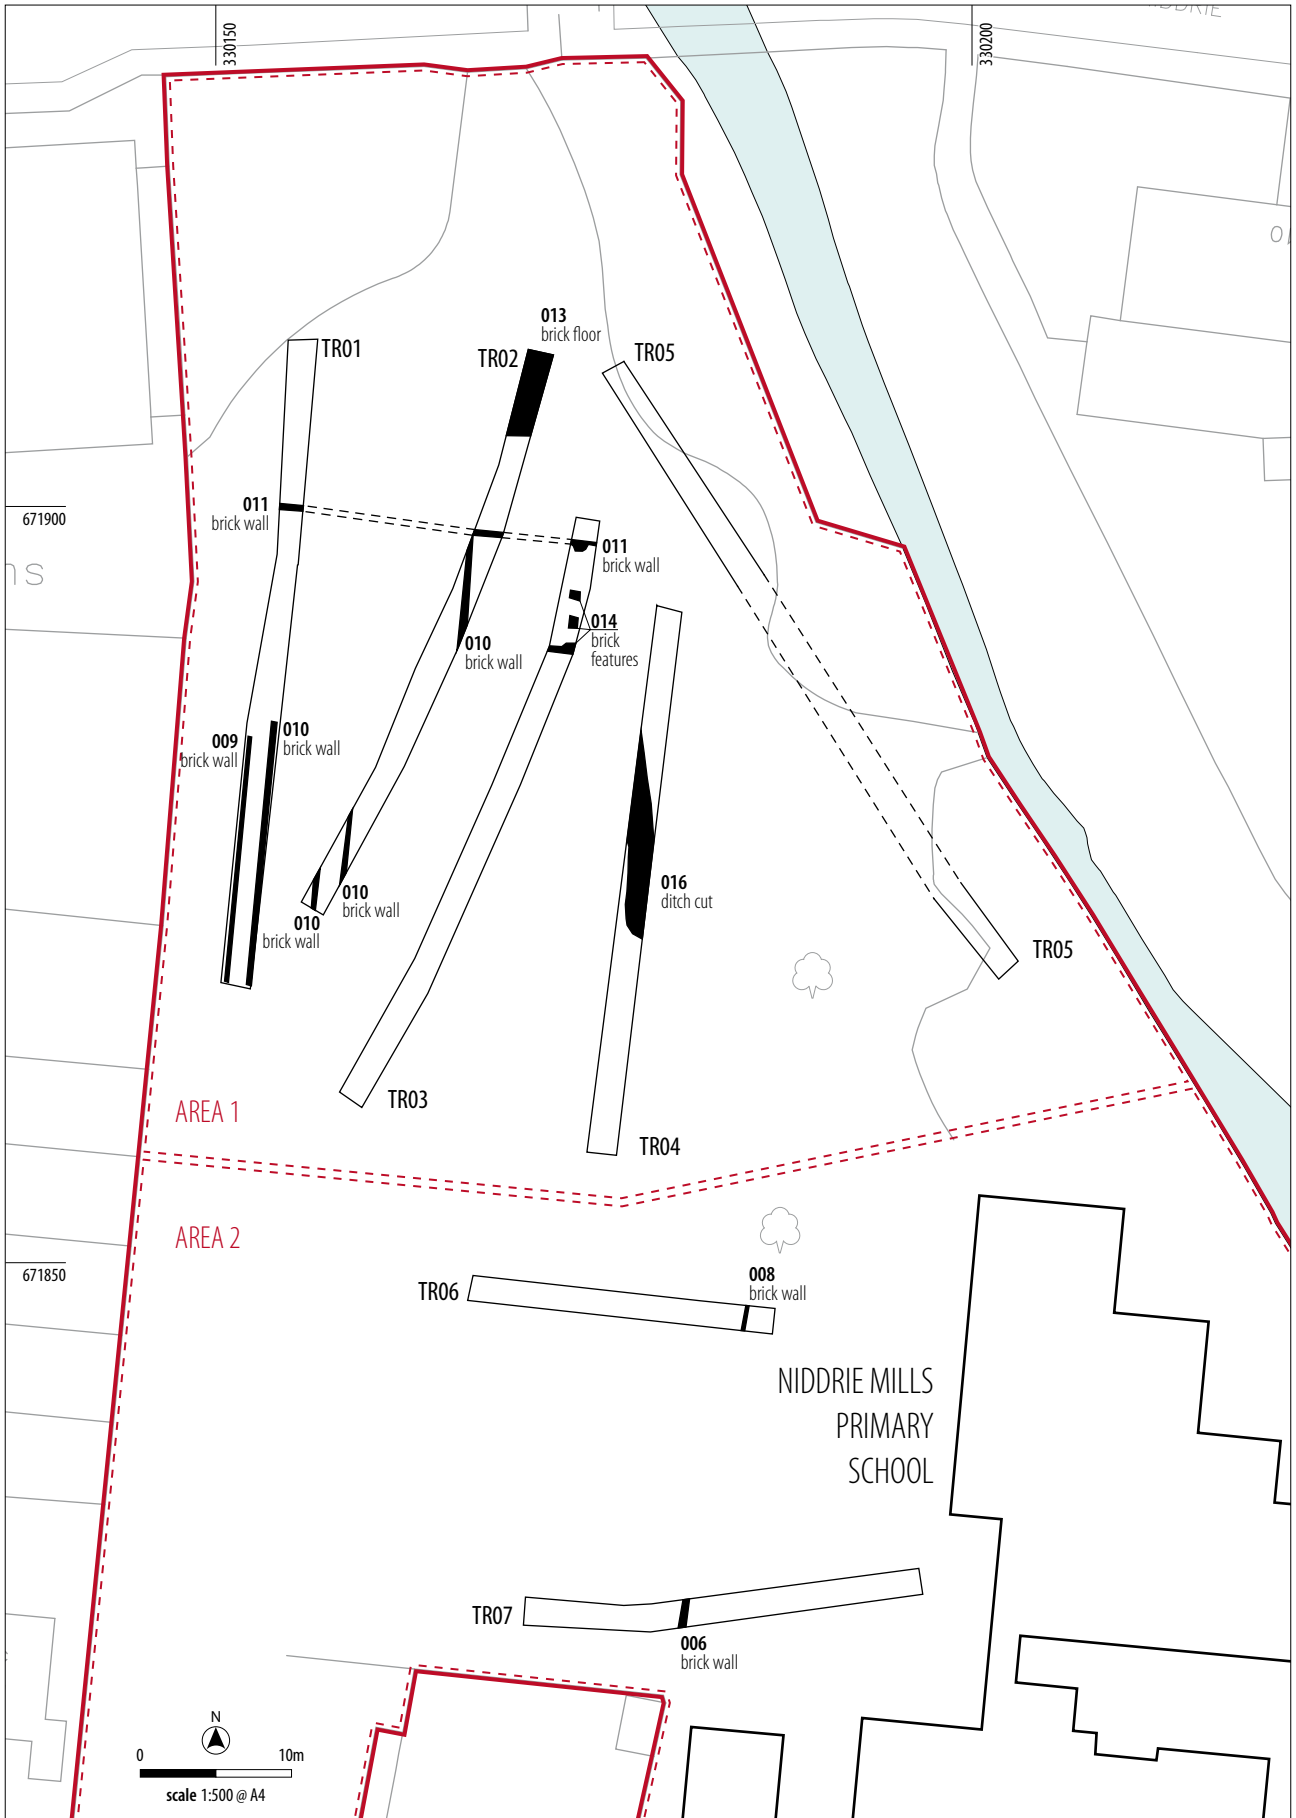 330150
330200
TR01
TR02
013
brick floor
TR05
671900
011
brick wall
011
brick wall
014
brick
features
010
brick wall
009
brick wall
010
brick wall
016
ditch cut
010
brick wall
010
brick wall
TR05
TR03
AREA 1
TR04
AREA 2
671850
TR06
008
brick wall
NIDDRIE MILLS
PRIMARY
SCHOOL
TR07
006
brick wall
N
0 10m
scale 1:500 @ A4